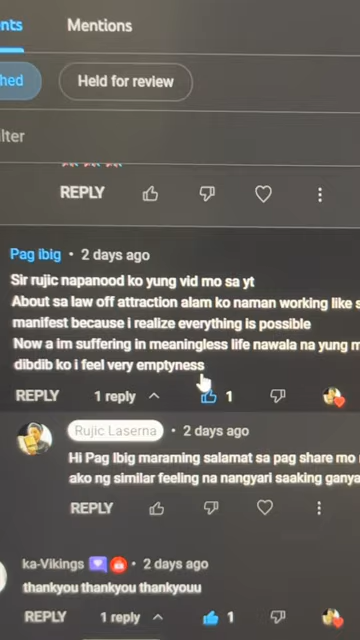 Mentions
Held for review
REPLY
Pag ibig • 2 days ago
Sir rujic napanood ko yung vid mo sa yt
About sa law off attraction alam ko naman working like
manifest because i realize everything is possible
Now a im suffering in meaningless life nawala na yung
dibdib ko i feel very emptyness
REPLY 1 reply 1
Rujic Laserna • 2 days ago
Hi Pag Ibig maraming salamat sa pag share mo
ako ng similar feeling na nangyari saaking
REPLY
ka-Vikings • 2 days ago
thankyou thankyou thankyouu
REPLY 1 reply 1